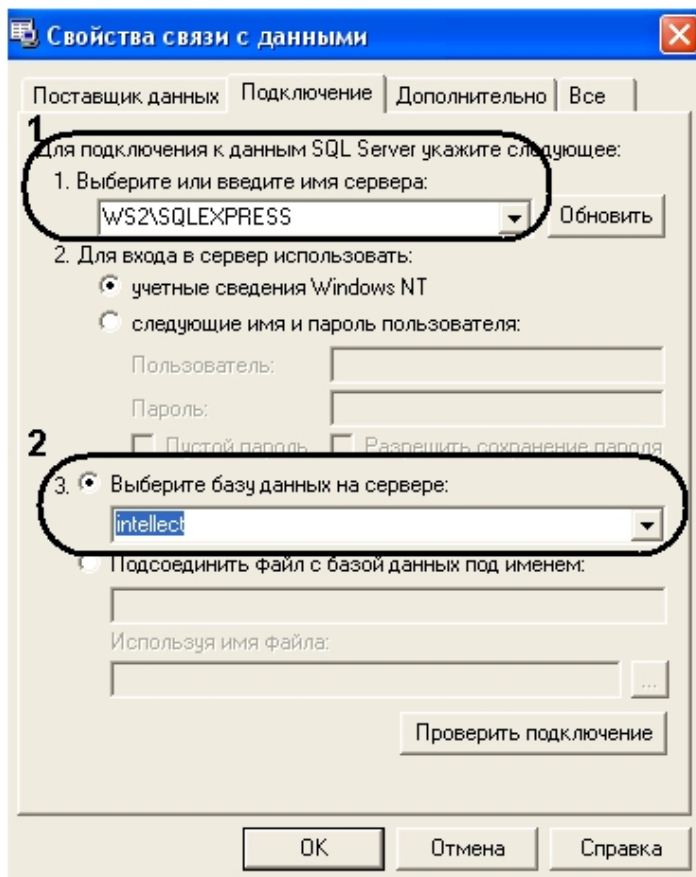 Свойства связи с данными
Поставщик данных Подключение Дополнительно Все
1
Для подключения к данным SQL Server укажите следующее:
1. Выберите или введите имя сервера:
WS2\SQLEXPRESS Обновить
2. Для входа в сервер использовать:
учетные сведения Windows NT
следующие имя и пароль пользователя:
Пользователь:
Пароль:
2
Пустой пароль Разрешить сохранение пароля
3. Выберите базу данных на сервере:
intellect
Подсоединить файл с базой данных под именем:
Используя имя файла:
...
Проверить подключение
OK Отмена Справка